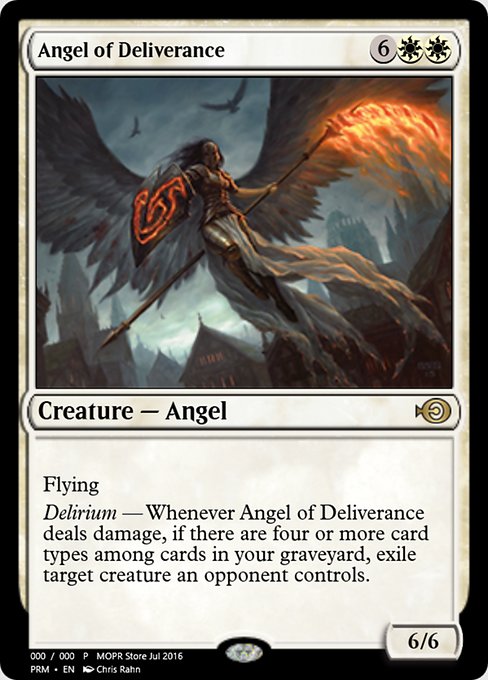 Angel of Deliverance 6
Creature — Angel
Flying
Delirium — Whenever Angel of Deliverance
deals damage, if there are four or more card
types among cards in your graveyard, exile
target creature an opponent controls.
6/6
000 / 000 P MOPR Store Jul 2016
PRM • EN Chris Rahn